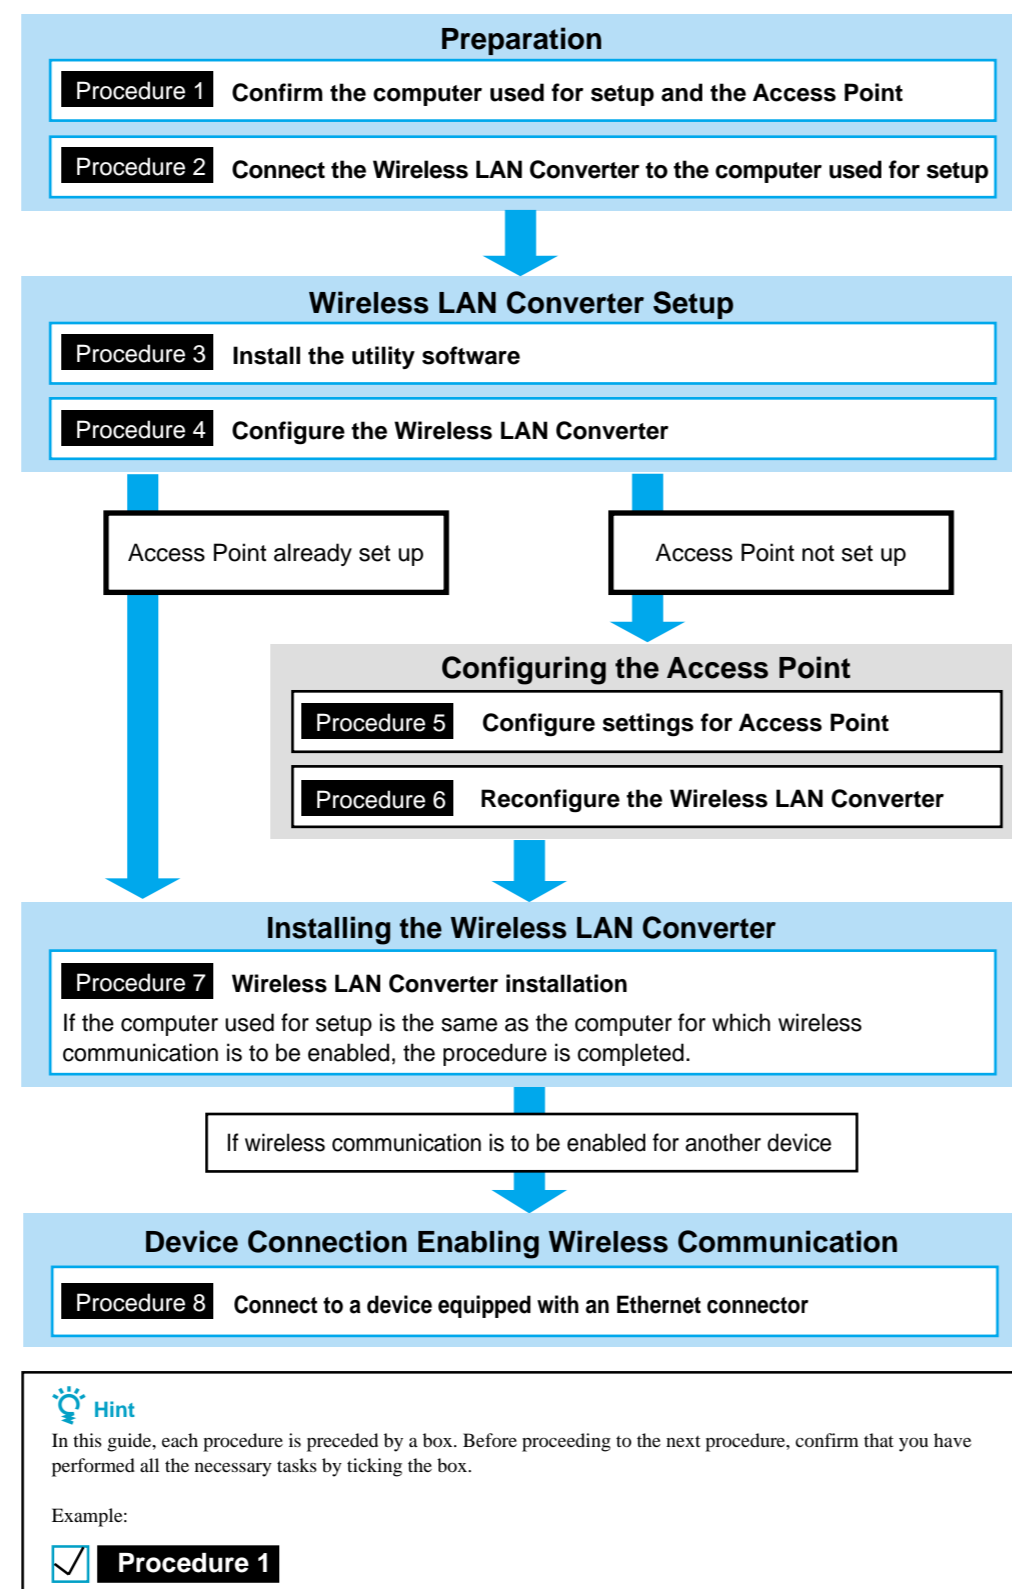 Preparation
Procedure 1 Confirm the computer used for setup and the Access Point
Procedure 2 Connect the Wireless LAN Converter to the computer used for setup
Wireless LAN Converter Setup
Procedure 3 Install the utility software
Procedure 4 Configure the Wireless LAN Converter
Access Point already set up
Access Point not set up
Configuring the Access Point
Procedure 5 Configure settings for Access Point
Procedure 6 Reconfigure the Wireless LAN Converter
Installing the Wireless LAN Converter
Procedure 7 Wireless LAN Converter installation
If the computer used for setup is the same as the computer for which wireless
communication is to be enabled, the procedure is completed.
If wireless communication is to be enabled for another device
Device Connection Enabling Wireless Communication
Procedure 8 Connect to a device equipped with an Ethernet connector
Hint
In this guide, each procedure is preceded by a box. Before proceeding to the next procedure, confirm that you have
performed all the necessary tasks by ticking the box.
Example:
Procedure 1